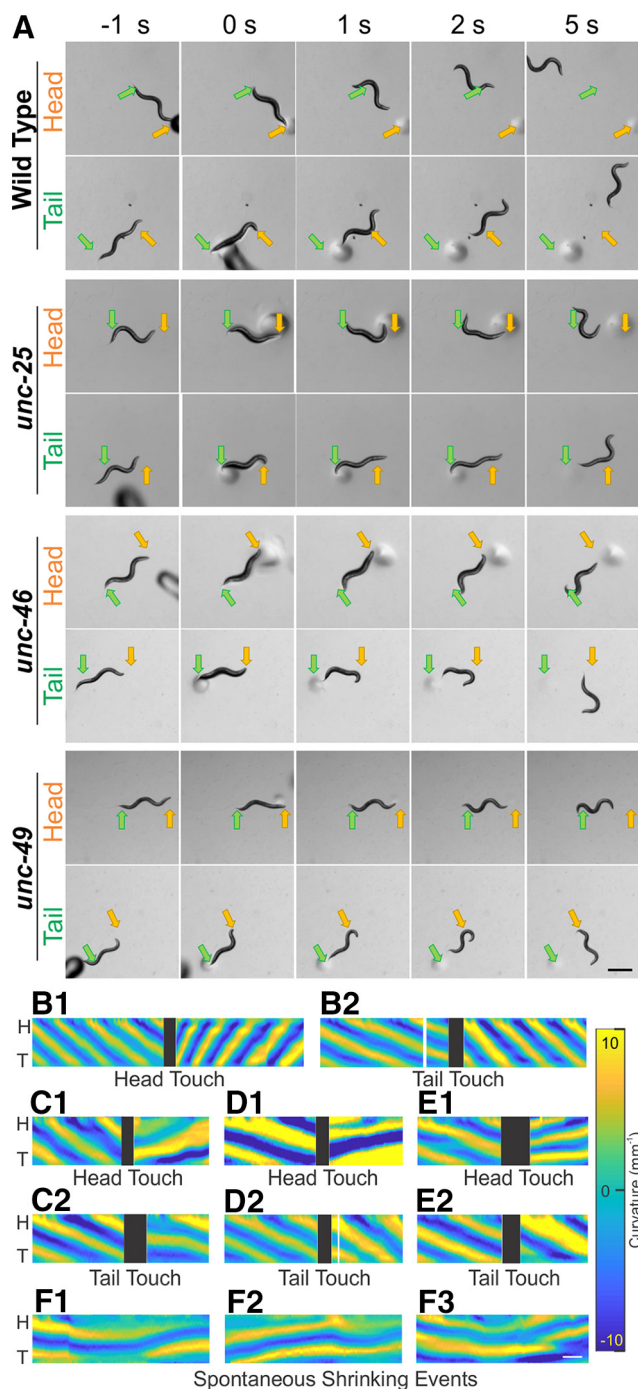 A
-1 s 0 s 1 s 2 s 5 s
Wild Type
Head
Tail
unc-25
Head
Tail
unc-46
Head
Tail
unc-49
Head
Tail
B1 B2
H
T
Head Touch Tail Touch
C1 D1 E1
H
T
Head Touch Head Touch Head Touch
C2 D2 E2
H
T
Tail Touch Tail Touch Tail Touch
F1 F2 F3
H
T
Spontaneous Shrinking Events
10
0
-10
Curvature (mm⁻¹)